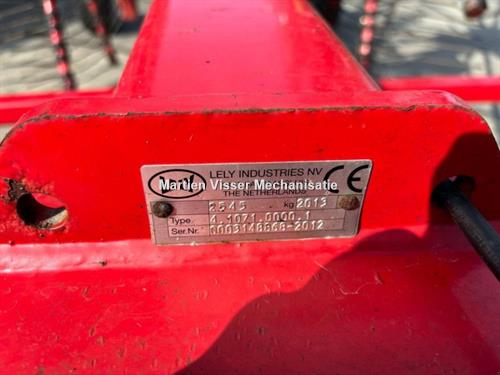 Lely
LELY INDUSTRIES NV
CE
Martien Visser Mechanisatie
THE NETHERLANDS
2545 kg 2013
Type. 4.1071.0000.1
Ser.Nr. 0003148868-2012